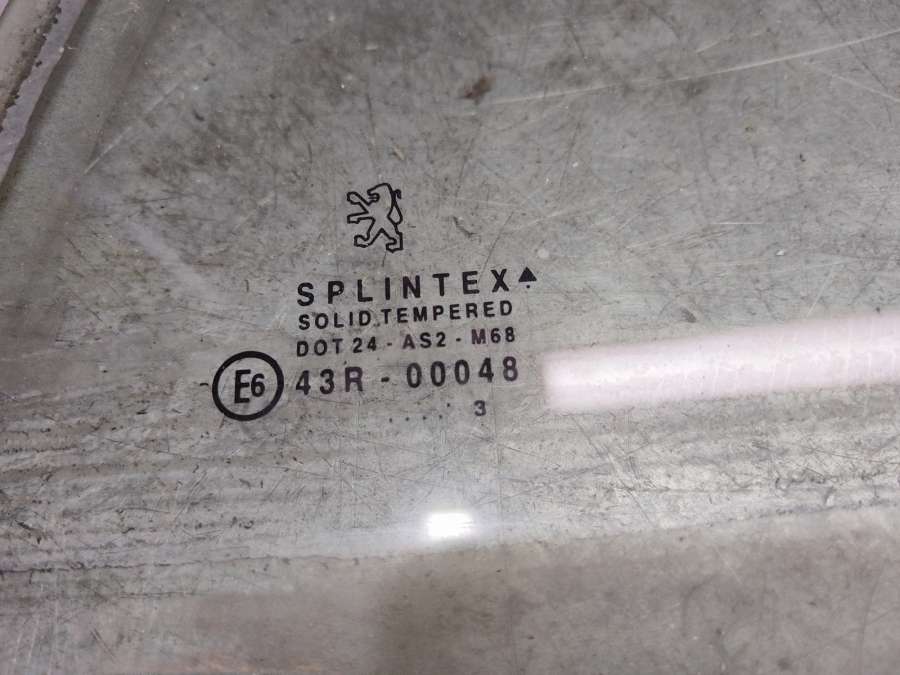 SPLINTEX
SOLID TEMPERED
DOT 24 - AS2 - M68
E6 43R - 00048
..... 3